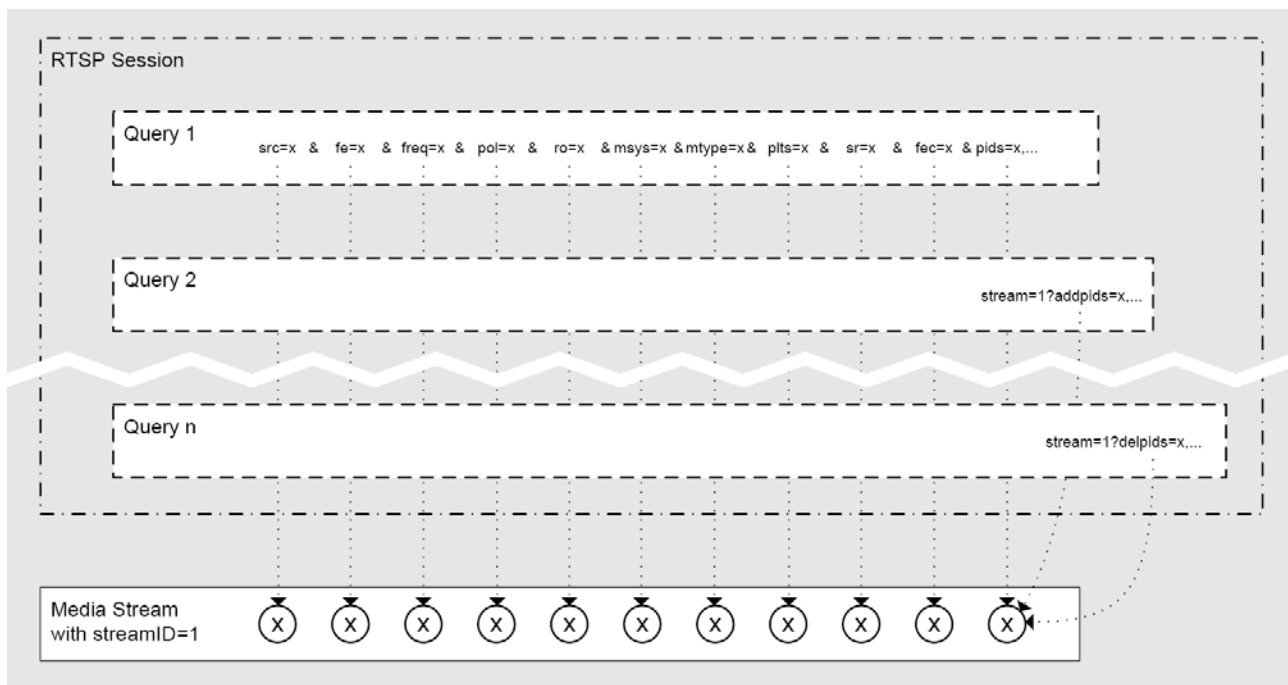 RTSP Session
Query 1
src=x & fe=x & freq=x & pol=x & ro=x & msys=x & mtype=x & plts=x & sr=x & fec=x & pids=x,...
Query 2
stream=1?addpids=x,...
Query n
stream=1?delpids=x,...
Media Stream
with streamID=1
X X X X X X X X X X X